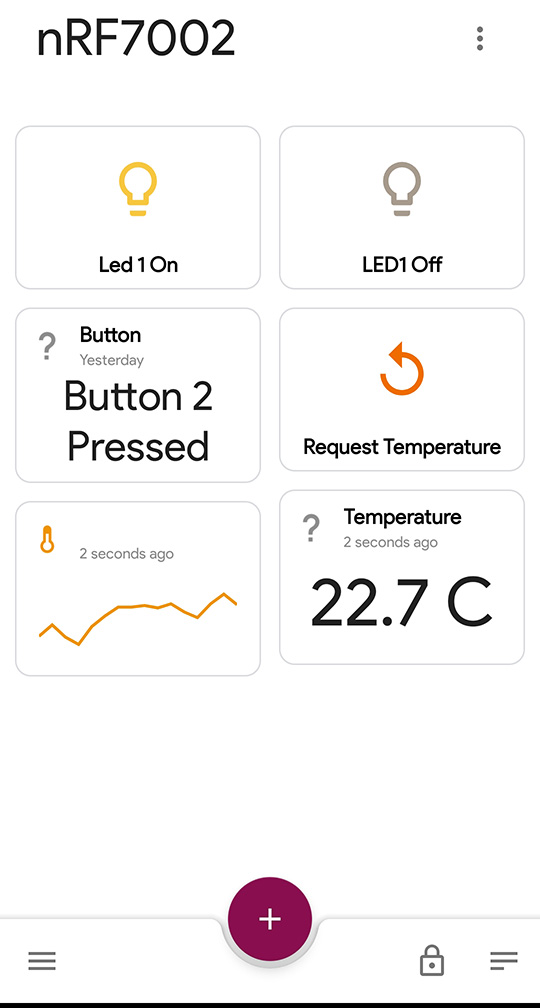 nRF7002
Led 1 On
LED1 Off
? Button
Yesterday
Button 2
Pressed
Request Temperature
2 seconds ago
? Temperature
2 seconds ago
22.7 C
+